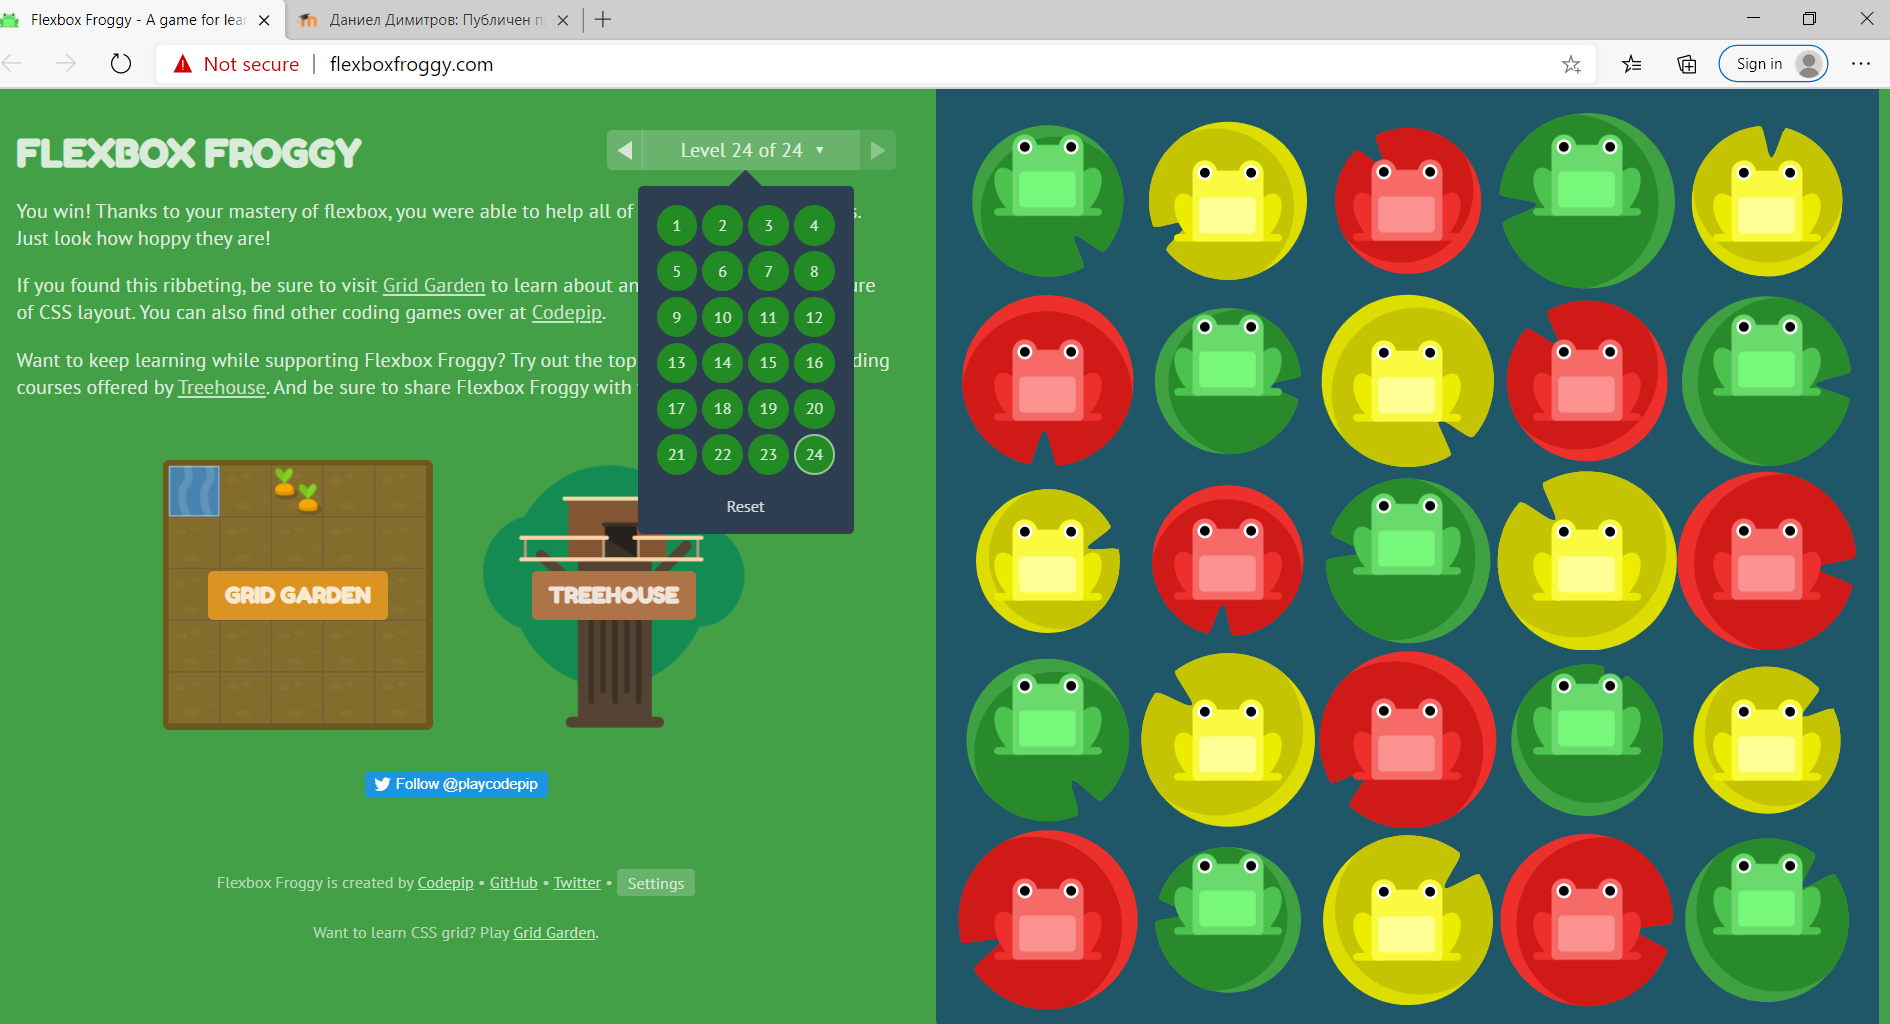 Flexbox Froggy - A game for lear
Даниел Димитров: Публичен п
Not secure
flexboxfroggy.com
Sign in
FLEXBOX FROGGY
Level 24 of 24
You win! Thanks to your mastery of flexbox, you were able to help all of
s.
Just look how hoppy they are!
If you found this ribbeting, be sure to visit Grid Garden to learn about an
ure
of CSS layout. You can also find other coding games over at Codepip.
Want to keep learning while supporting Flexbox Froggy? Try out the top
ding
courses offered by Treehouse. And be sure to share Flexbox Froggy with
1 2 3 4
5 6 7 8
9 10 11 12
13 14 15 16
17 18 19 20
21 22 23 24
Reset
GRID GARDEN
TREEHOUSE
Follow @playcodepip
Flexbox Froggy is created by Codepip • GitHub • Twitter • Settings
Want to learn CSS grid? Play Grid Garden.